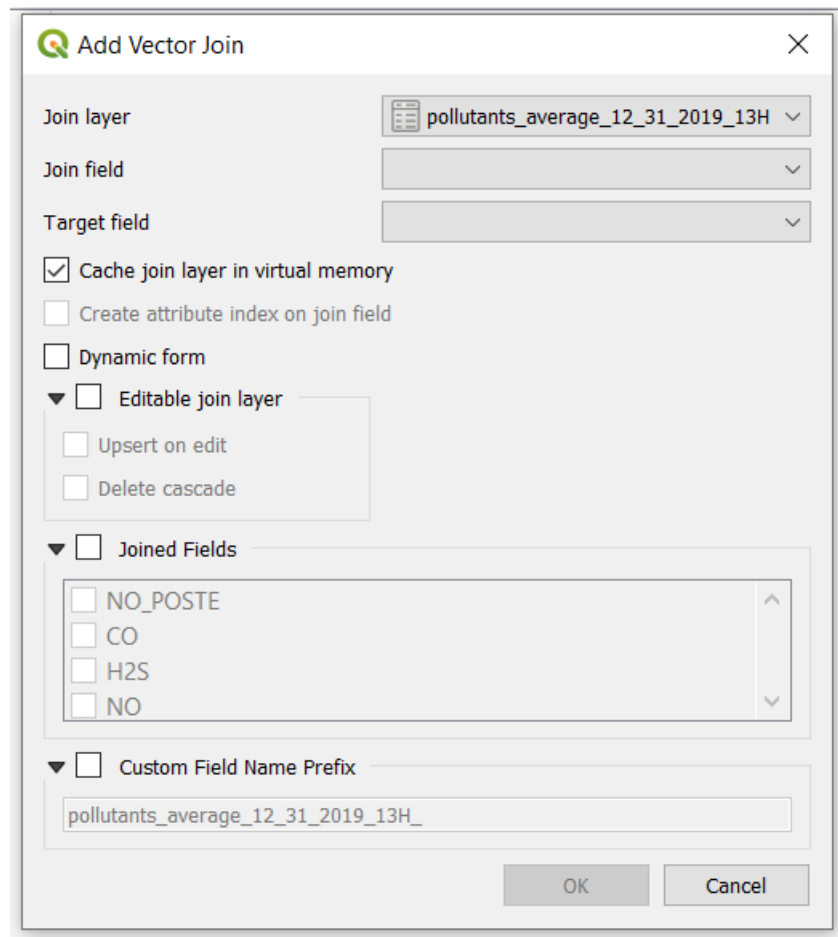 Add Vector Join
Join layer pollutants_average_12_31_2019_13H
Join field
Target field
Cache join layer in virtual memory
Create attribute index on join field
Dynamic form
Editable join layer
Upsert on edit
Delete cascade
Joined Fields
NO_POSTE
CO
H2S
NO
Custom Field Name Prefix
pollutants_average_12_31_2019_13H_
OK Cancel